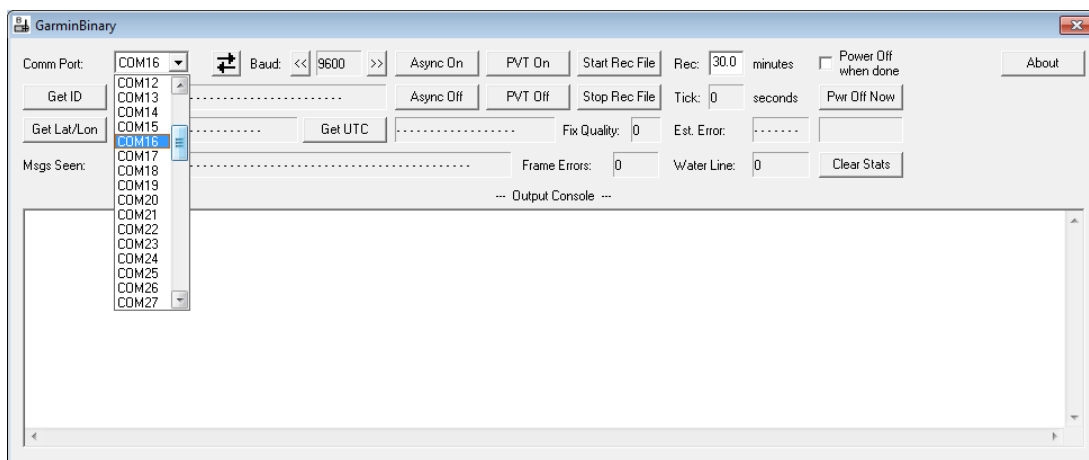 GarminBinary
Comm Port: COM16 Baud: << 9600 >> Async On PVT On Start Rec File Rec: 30.0 minutes Power Off when done About
Get ID Async Off PVT Off Stop Rec File Tick: 0 seconds Pwr Off Now
Get Lat/Lon Get UTC Fix Quality: 0 Est. Error:
Msgs Seen: Frame Errors: 0 Water Line: 0 Clear Stats
--- Output Console ---
COM12
COM13
COM14
COM15
COM16
COM17
COM18
COM19
COM20
COM21
COM22
COM23
COM24
COM25
COM26
COM27